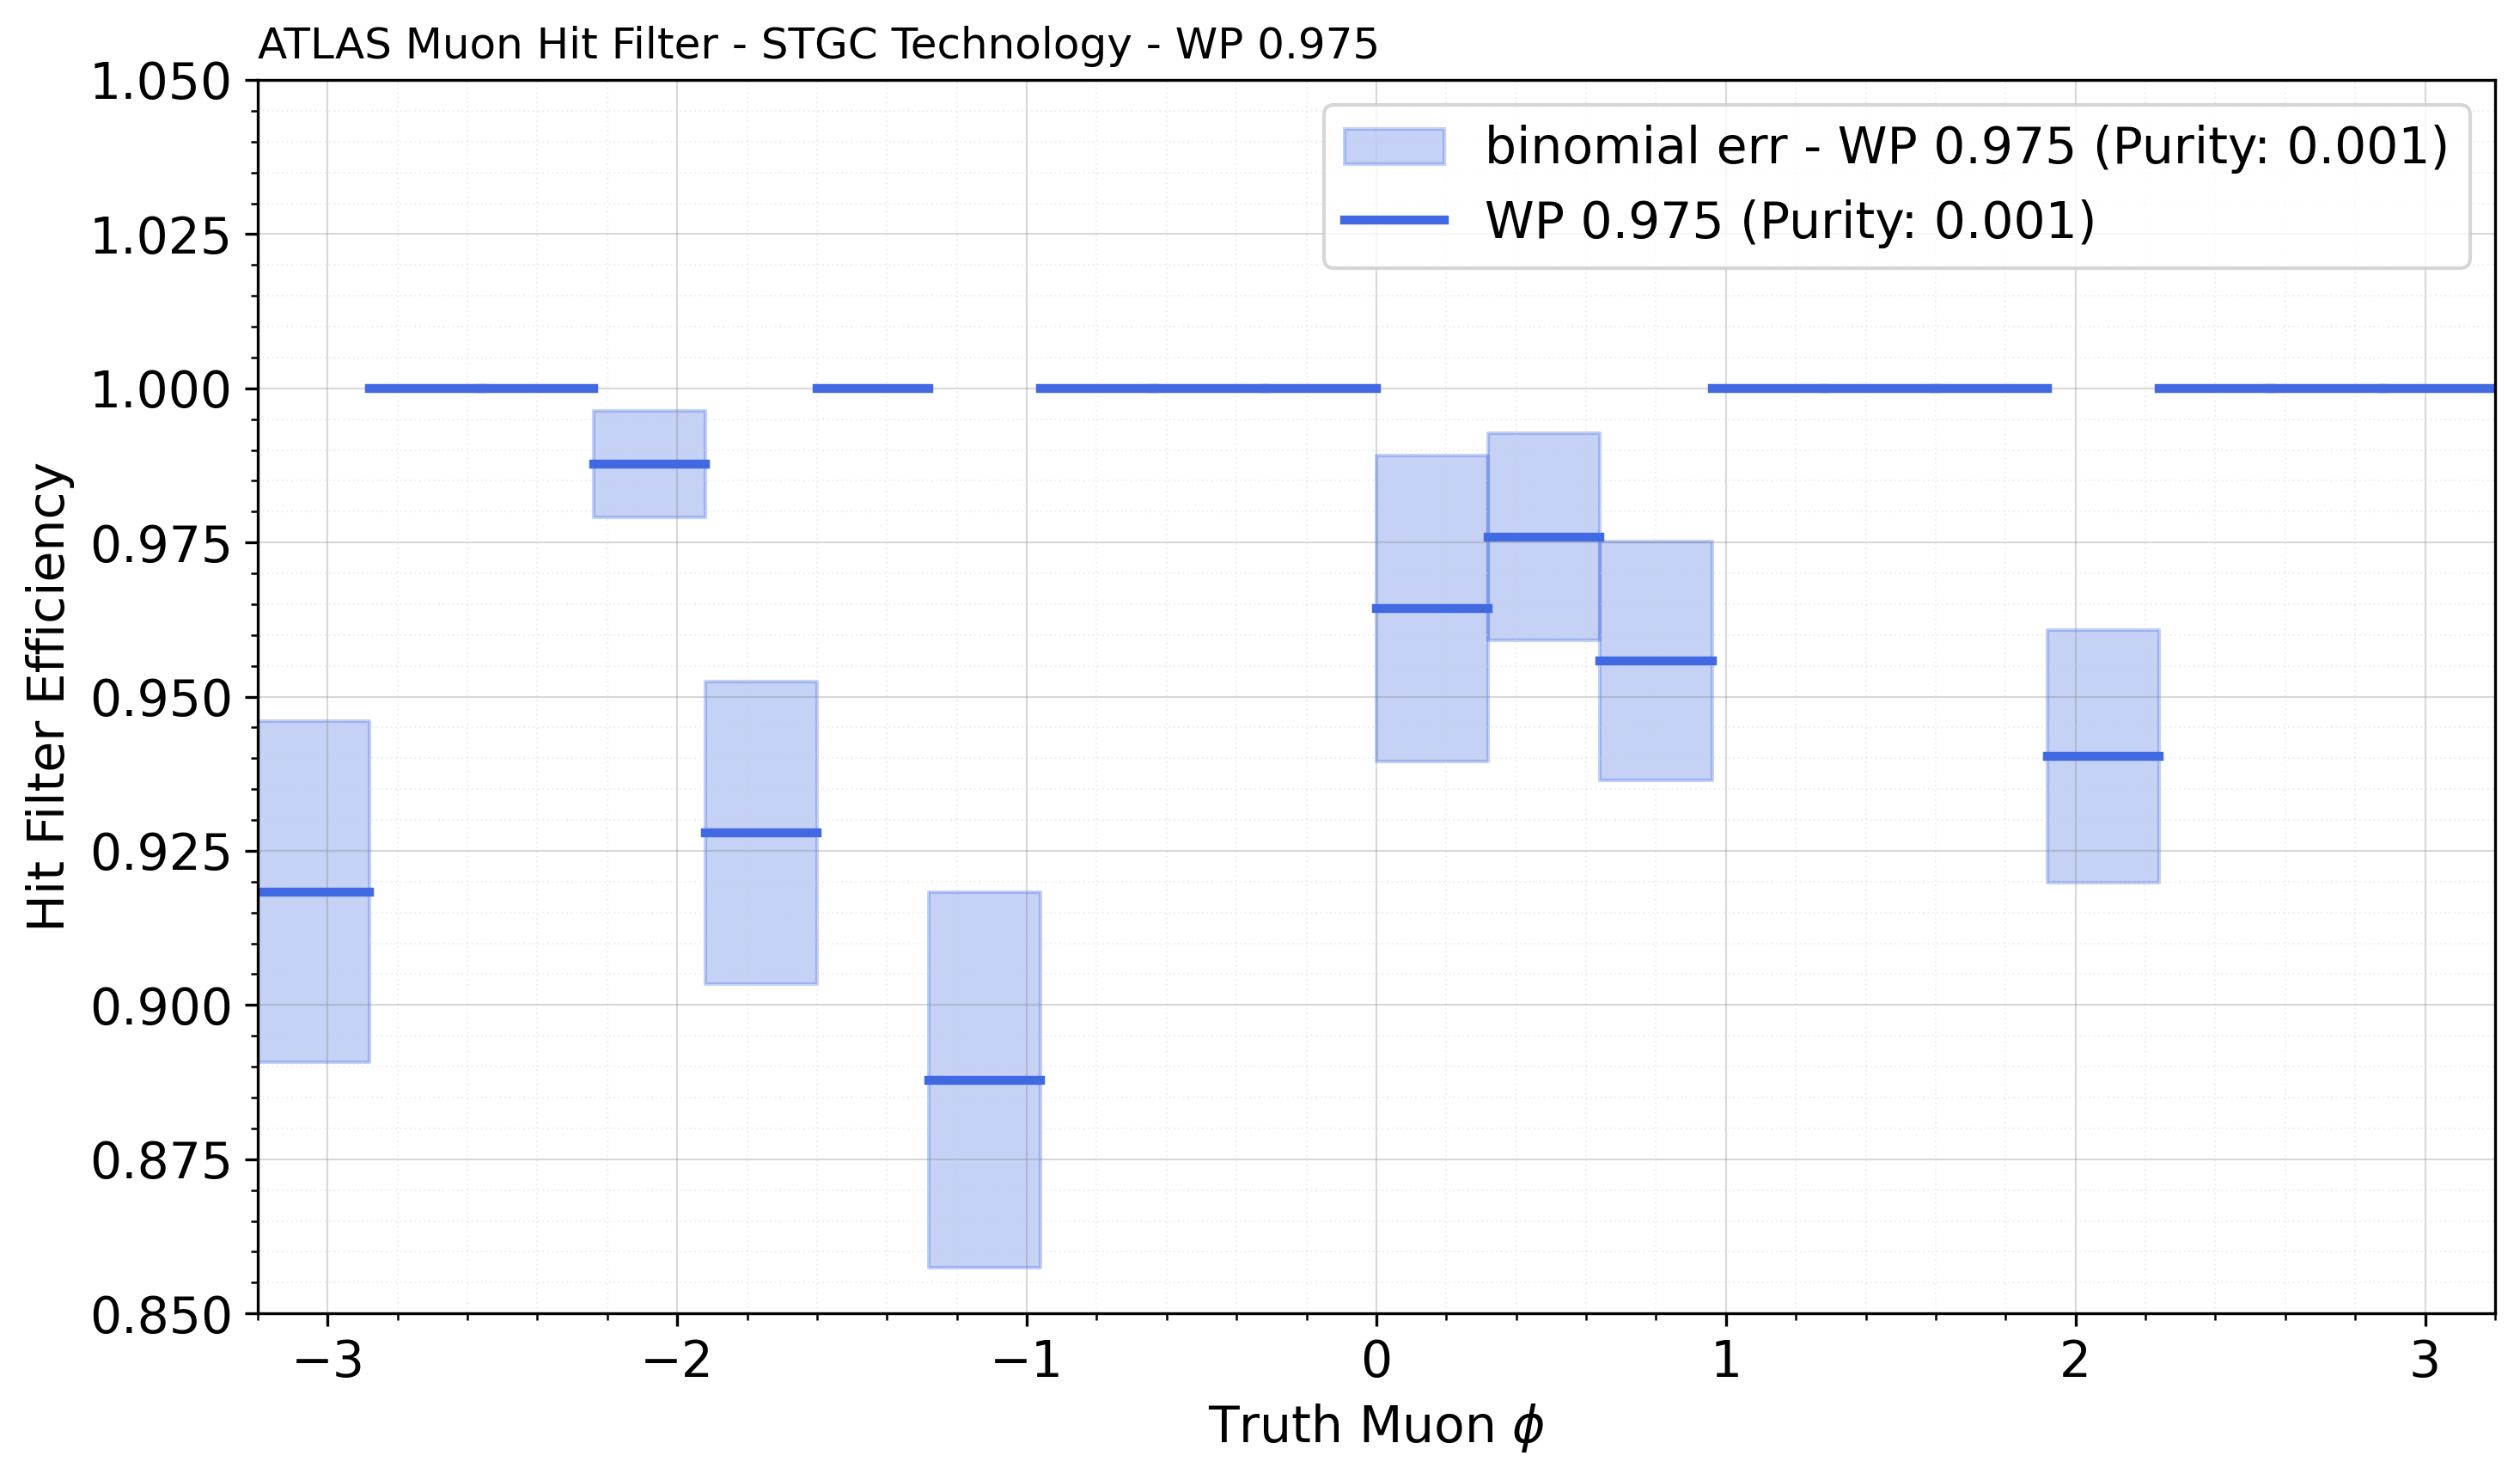 ATLAS Muon Hit Filter - STGC Technology - WP 0.975
1.050
1.025
1.000
0.975
0.950
0.925
0.900
0.875
0.850
Hit Filter Efficiency
binomial err - WP 0.975 (Purity: 0.001)
WP 0.975 (Purity: 0.001)
−3 −2 −1 0 1 2 3
Truth Muon ϕ